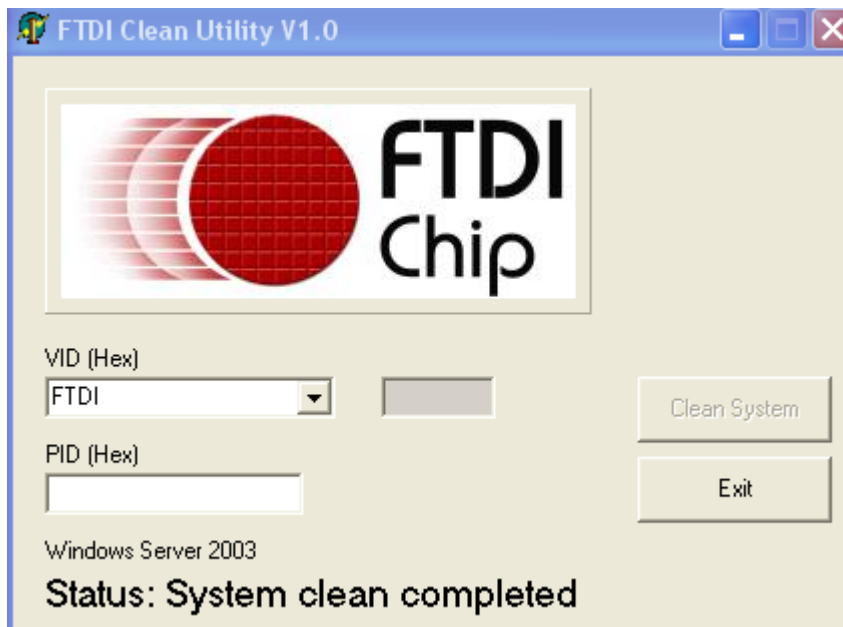 FTDI Clean Utility V1.0
FTDI
Chip
VID (Hex)
FTDI
Clean System
PID (Hex)
Exit
Windows Server 2003
Status: System clean completed